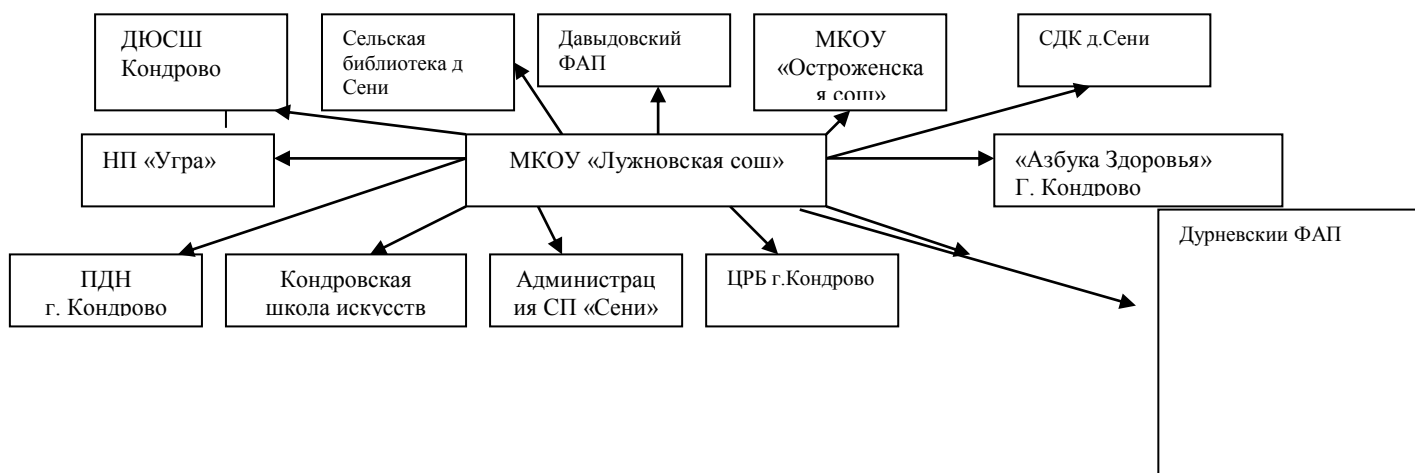 ДЮСШ
Кондрово
Сельская
библиотека д
Сени
Давыдовский
ФАП
МКОУ
«Остроженска
я сош»
СДК д.Сени
НП «Угра»
МКОУ «Лужновская сош»
«Азбука Здоровья»
Г. Кондрово
Дурневскии ФАП
ПДН
г. Кондрово
Кондровская
школа искусств
Администрац
ия СП «Сени»
ЦРБ г.Кондрово